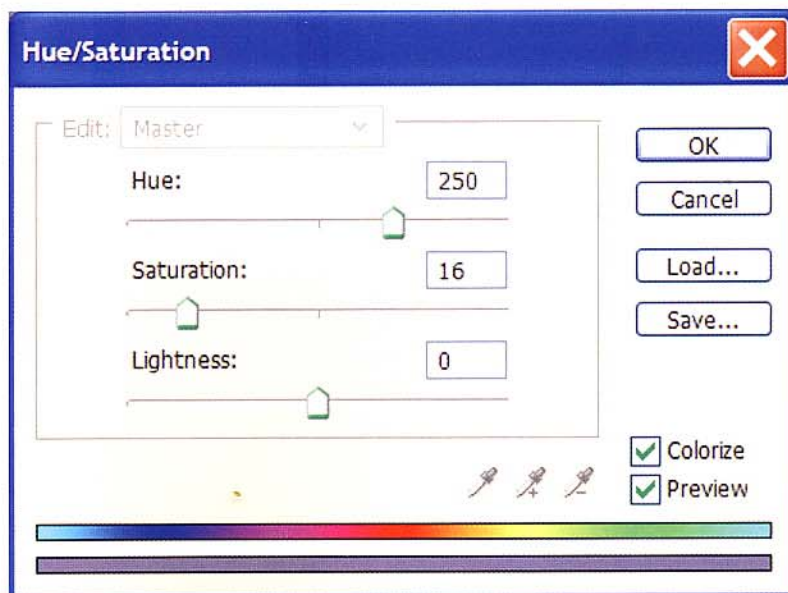 Hue/Saturation
Edit: Master
OK
Hue: 250
Cancel
Saturation: 16
Load...
Save...
Lightness: 0
Colorize
Preview